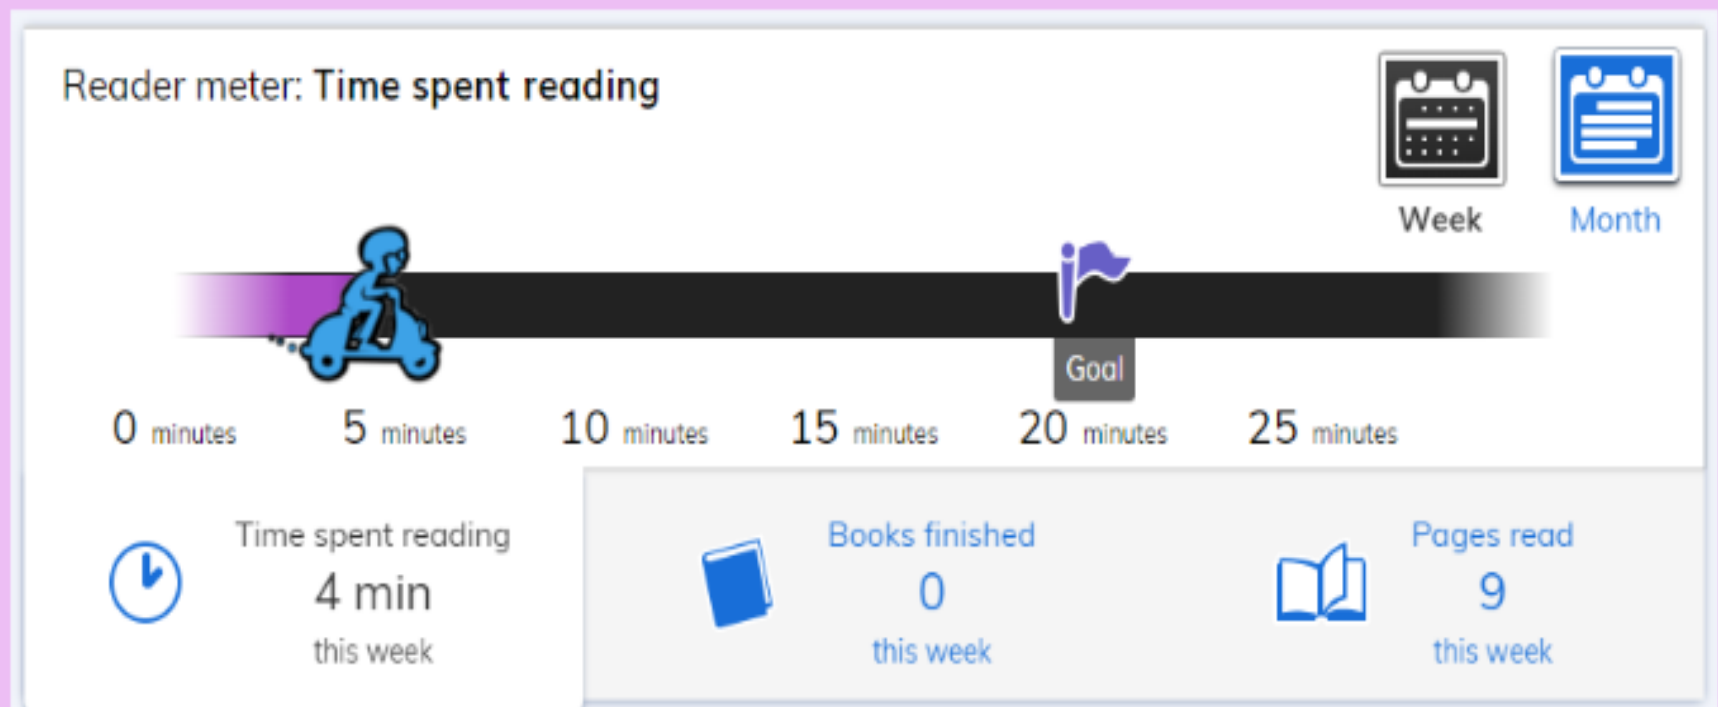 Reader meter: Time spent reading
Week
Month
Goal
0 minutes 5 minutes 10 minutes 15 minutes 20 minutes 25 minutes
Time spent reading
4 min
this week
Books finished
0
this week
Pages read
9
this week